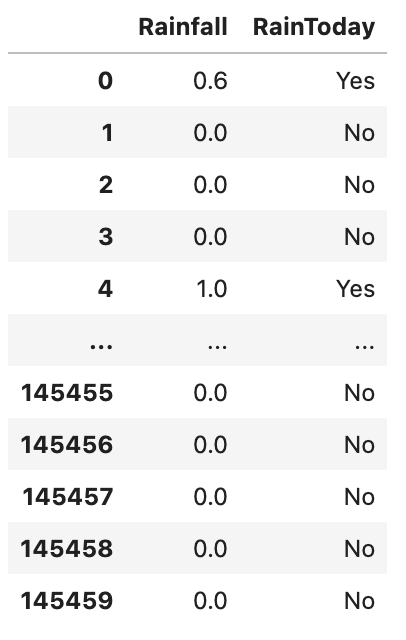 Rainfall RainToday
0 0.6 Yes
1 0.0 No
2 0.0 No
3 0.0 No
4 1.0 Yes
... ... ...
145455 0.0 No
145456 0.0 No
145457 0.0 No
145458 0.0 No
145459 0.0 No